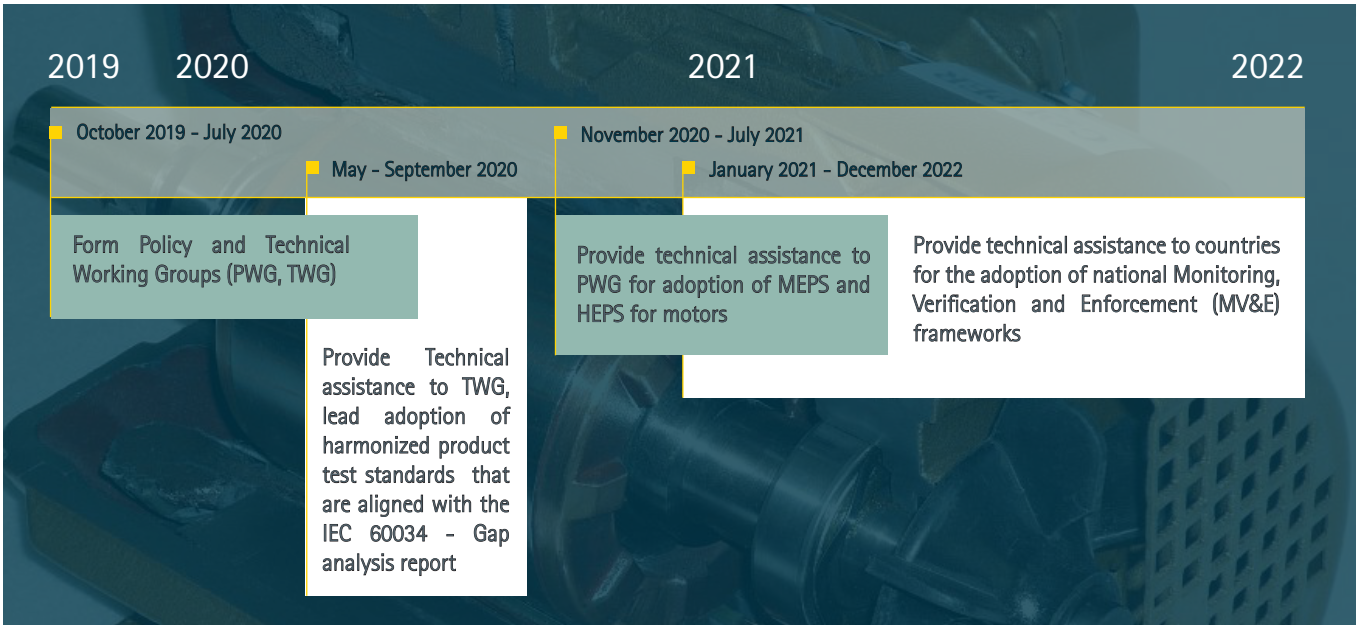 2019 2020 2021 2022
October 2019 - July 2020
November 2020 - July 2021
May - September 2020
January 2021 - December 2022
Form Policy and Technical
Working Groups (PWG, TWG)
Provide Technical
assistance to TWG,
lead adoption of
harmonized product
test standards that
are aligned with the
IEC 60034 - Gap
analysis report
Provide technical assistance to
PWG for adoption of MEPS and
HEPS for motors
Provide technical assistance to countries
for the adoption of national Monitoring,
Verification and Enforcement (MV&E)
frameworks